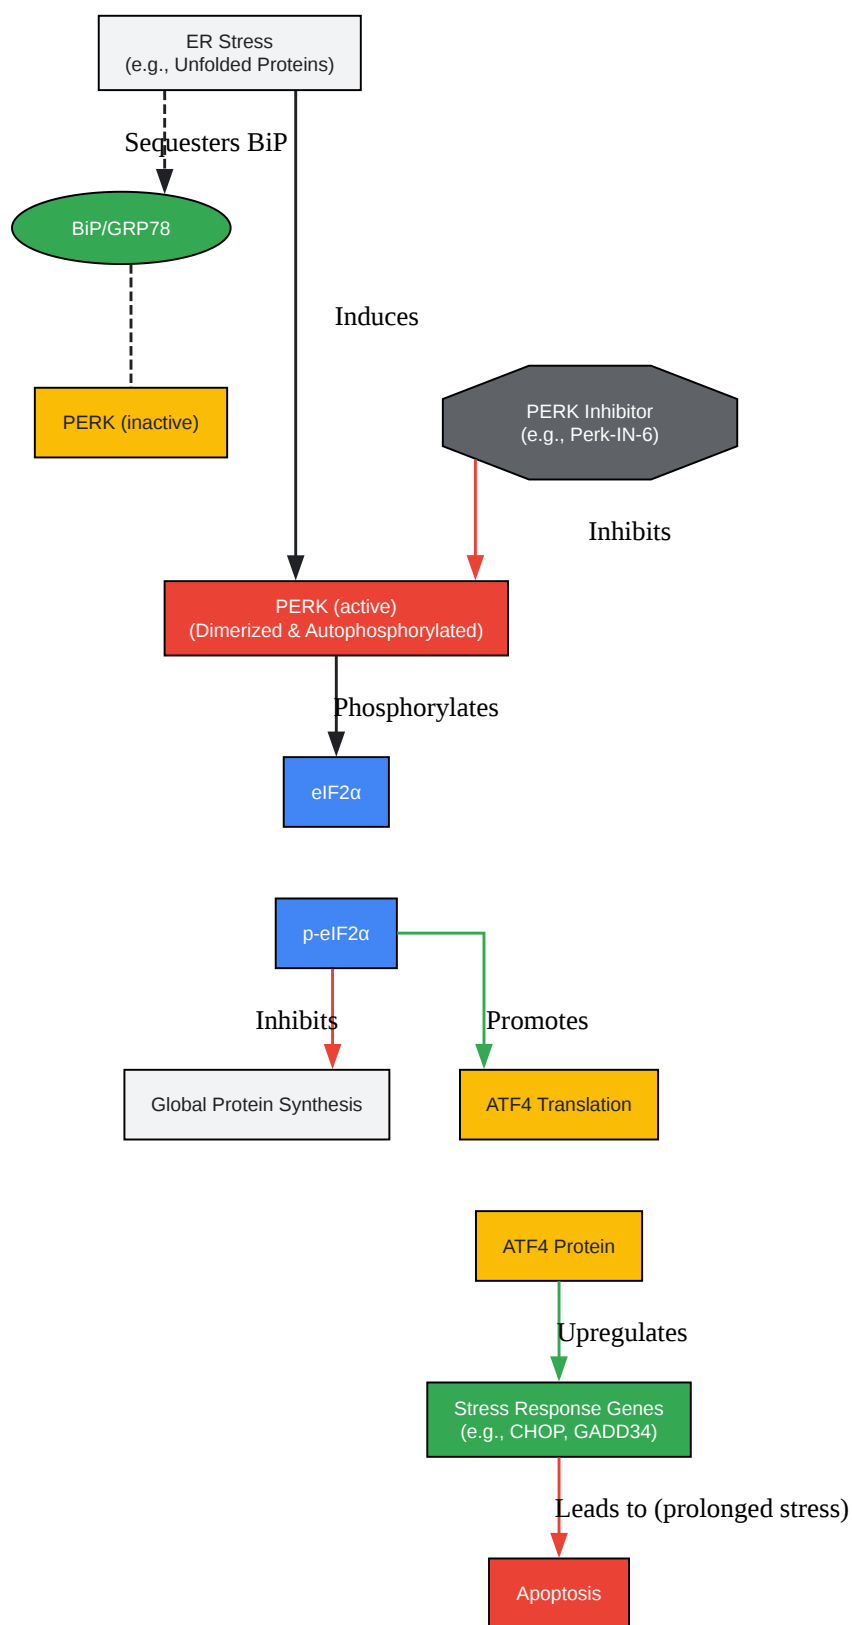 ER Stress
(e.g., Unfolded Proteins)
Sequesters BiP
BiP/GRP78
Induces
PERK (inactive)
PERK Inhibitor
(e.g., Perk-IN-6)
Inhibits
PERK (active)
(Dimerized & Autophosphorylated)
Phosphorylates
eIF2α
p-eIF2α
Inhibits
Promotes
Global Protein Synthesis
ATF4 Translation
ATF4 Protein
Upregulates
Stress Response Genes
(e.g., CHOP, GADD34)
Leads to (prolonged stress)
Apoptosis